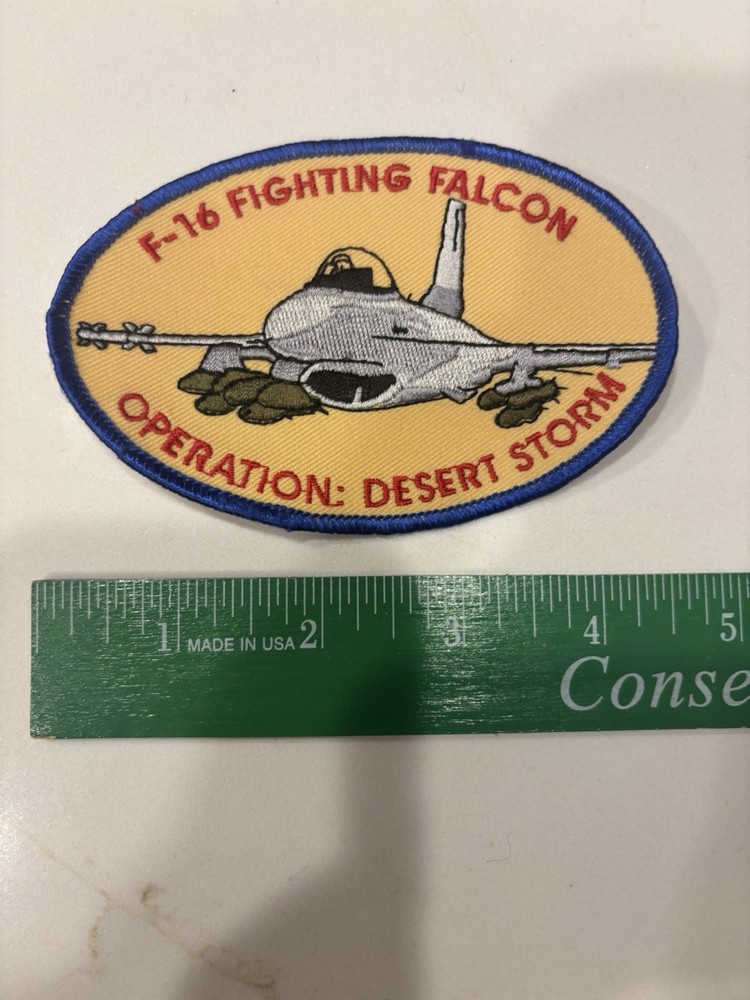 F-16 FIGHTING FALCON
OPERATION: DESERT STORM
1 MADE IN USA 2 3 4 5
Conse